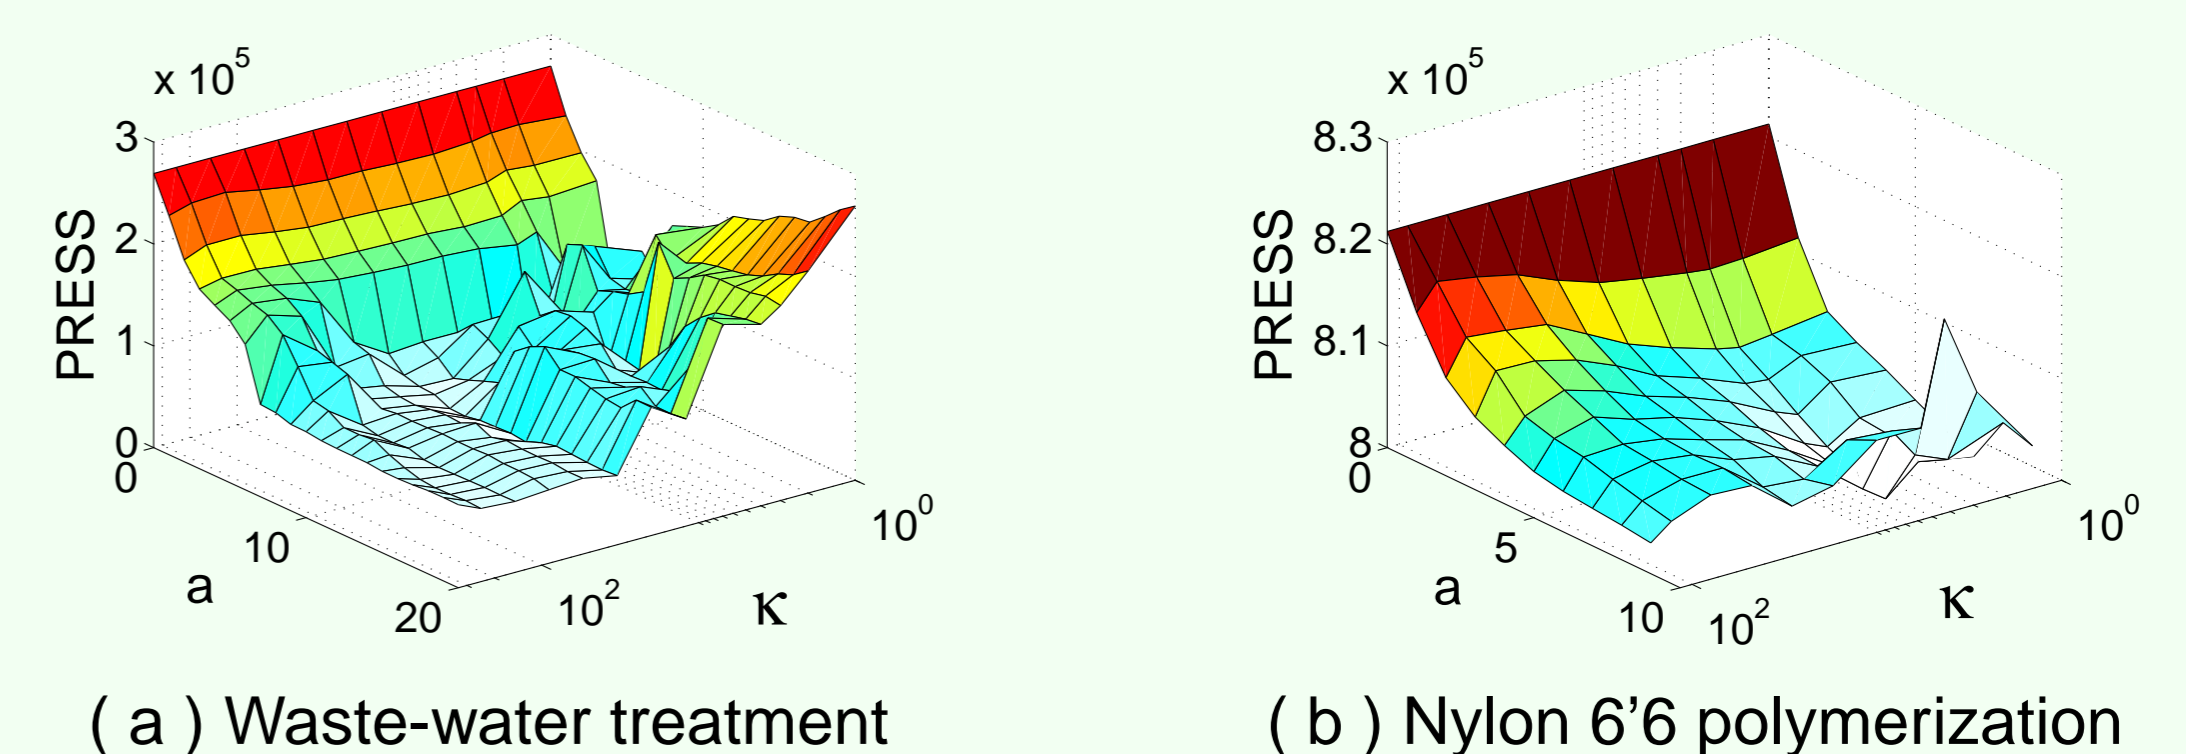 x 10^5
3
2
1
0
PRESS
0
10
20
a
10^2
10^0
κ
( a ) Waste-water treatment
x 10^5
8.3
8.2
8.1
8
PRESS
0
5
10
a
10^2
10^0
κ
( b ) Nylon 6’6 polymerization